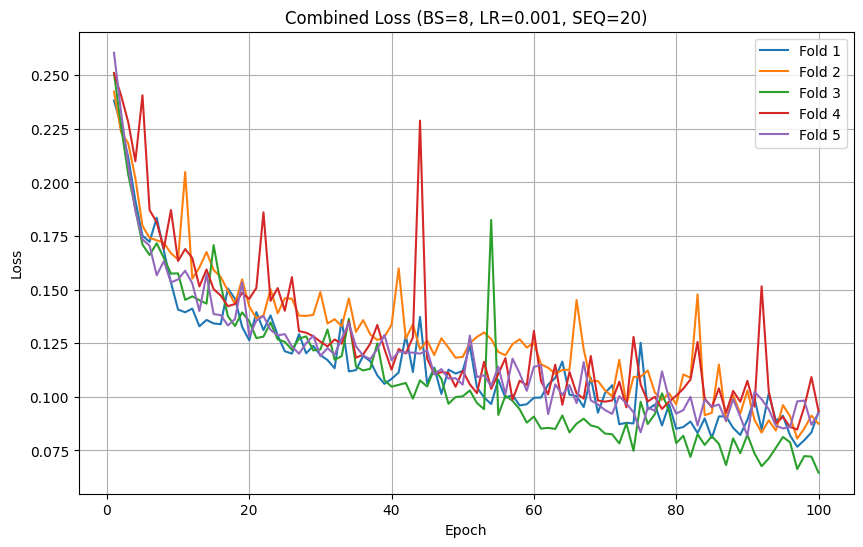 Combined Loss (BS=8, LR=0.001, SEQ=20)
Fold 1
Fold 2
Fold 3
Fold 4
Fold 5
Loss
0.250
0.225
0.200
0.175
0.150
0.125
0.100
0.075
0 20 40 60 80 100
Epoch